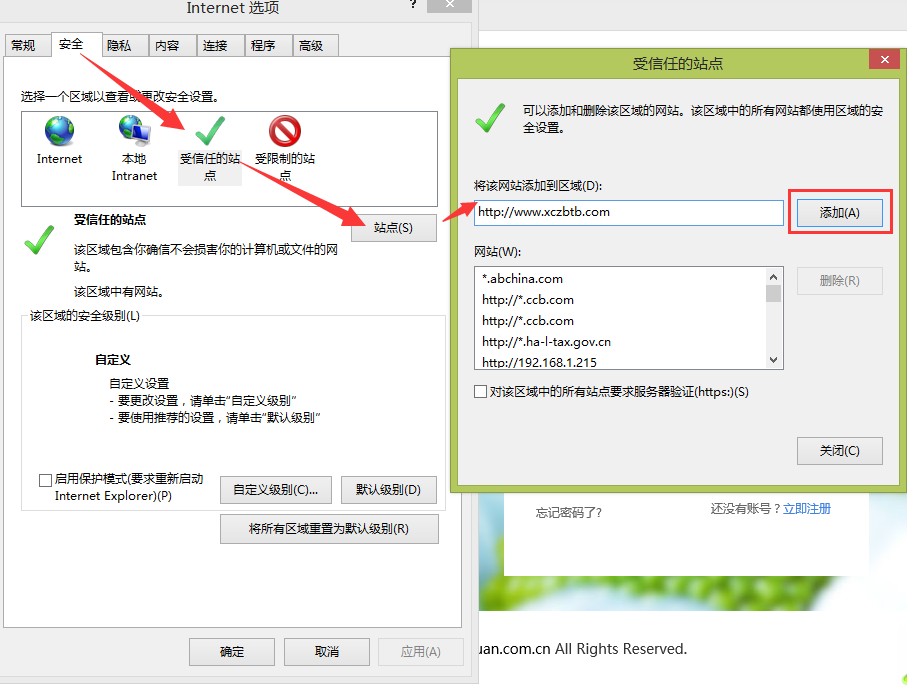 Internet 选项
?
常规
安全
隐私
内容
连接
程序
高级
选择一个区域以查看或更改安全设置。
Internet
本地
Intranet
受信任的站
点
受限制的站
点
受信任的站点
站点(S)
该区域包含你确信不会损害你的计算机或文件的网
站。
该区域中有网站。
该区域的安全级别(L)
自定义
自定义设置
- 要更改设置，请单击“自定义级别”
- 要使用推荐的设置，请单击“默认级别”
启用保护模式(要求重新启动
Internet Explorer)(P)
自定义级别(C)...
默认级别(D)
将所有区域重置为默认级别(R)
确定
取消
应用(A)
受信任的站点
可以添加和删除该区域的网站。该区域中的所有网站都使用区域的安
全设置。
将该网站添加到区域(D):
http://www.xczbtb.com
添加(A)
网站(W):
*.abchina.com
http://*.ccb.com
http://*.ccb.com
http://*.ha-l-tax.gov.cn
http://192.168.1.215
删除(R)
对该区域中的所有站点要求服务器验证(https:)(S)
关闭(C)
忘记密码了?
还没有账号？立即注册
uan.com.cn All Rights Reserved.